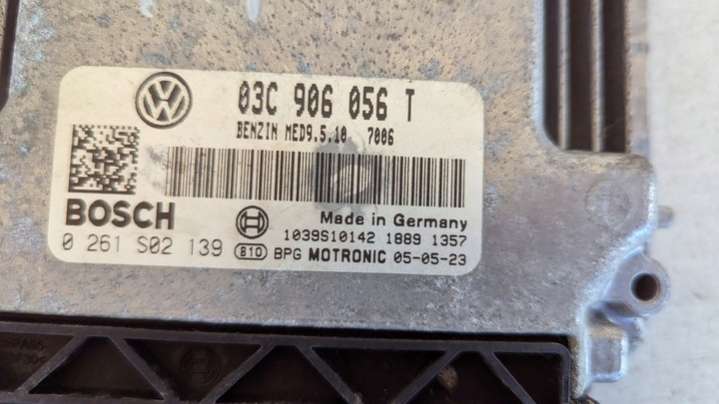 03C 906 056 T
BENZIN MED9.5.10 7006
BOSCH
Made in Germany
1039S10142 1889 1357
0 261 S02 139 B10 BPG MOTRONIC 05-05-23